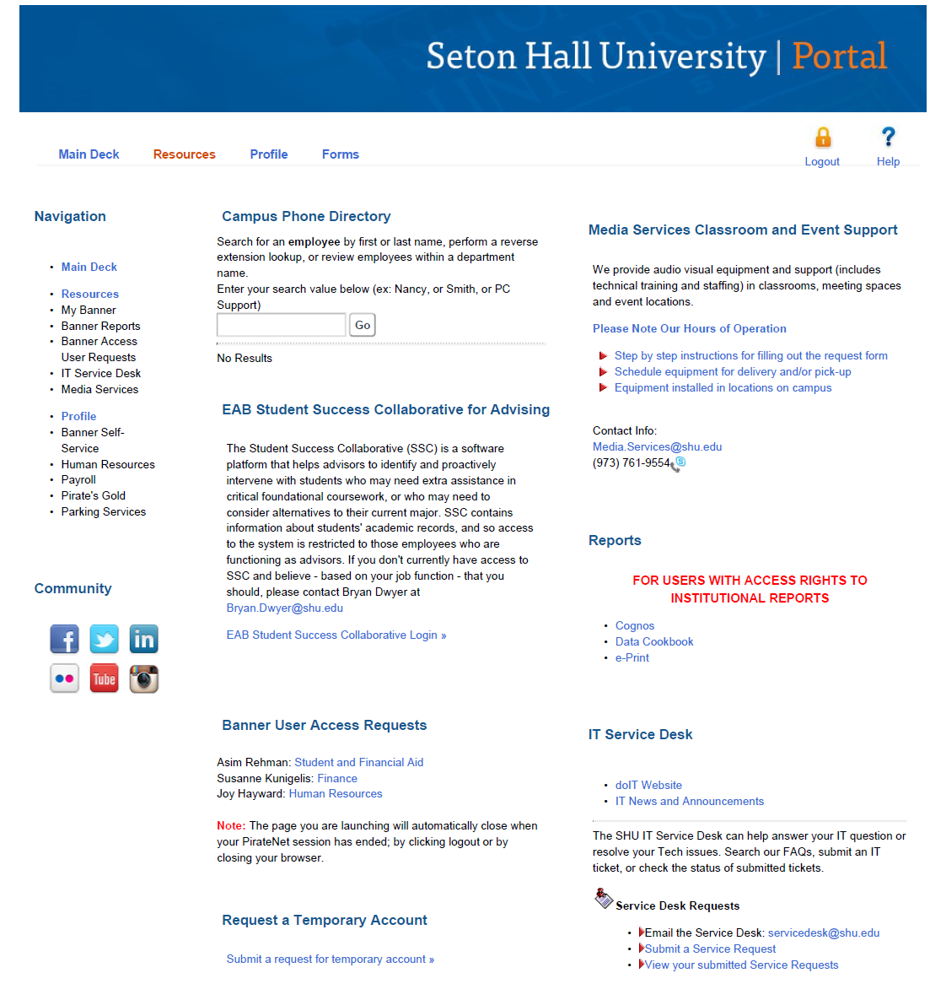 Seton Hall University | Portal
Main Deck
Resources
Profile
Forms
Logout
Help
Navigation
• Main Deck
• Resources
• My Banner
• Banner Reports
• Banner Access
User Requests
• IT Service Desk
• Media Services
• Profile
• Banner Self-
Service
• Human Resources
• Payroll
• Pirate's Gold
• Parking Services
Community
f
in
Tube
Campus Phone Directory
Search for an employee by first or last name, perform a reverse
extension lookup, or review employees within a department
name.
Enter your search value below (ex: Nancy, or Smith, or PC
Support)
Go
No Results
EAB Student Success Collaborative for Advising
The Student Success Collaborative (SSC) is a software
platform that helps advisors to identify and proactively
intervene with students who may need extra assistance in
critical foundational coursework, or who may need to
consider alternatives to their current major. SSC contains
information about students' academic records, and so access
to the system is restricted to those employees who are
functioning as advisors. If you don't currently have access to
SSC and believe - based on your job function - that you
should, please contact Bryan Dwyer at
Bryan.Dwyer@shu.edu
EAB Student Success Collaborative Login »
Banner User Access Requests
Asim Rehman: Student and Financial Aid
Susanne Kunigelis: Finance
Joy Hayward: Human Resources
Note: The page you are launching will automatically close when
your PirateNet session has ended; by clicking logout or by
closing your browser.
Request a Temporary Account
Submit a request for temporary account »
Media Services Classroom and Event Support
We provide audio visual equipment and support (includes
technical training and staffing) in classrooms, meeting spaces
and event locations.
Please Note Our Hours of Operation
Step by step instructions for filling out the request form
Schedule equipment for delivery and/or pick-up
Equipment installed in locations on campus
Contact Info:
Media.Services@shu.edu
(973) 761-9554
Reports
FOR USERS WITH ACCESS RIGHTS TO
INSTITUTIONAL REPORTS
• Cognos
• Data Cookbook
• e-Print
IT Service Desk
• doIT Website
• IT News and Announcements
The SHU IT Service Desk can help answer your IT question or
resolve your Tech issues. Search our FAQs, submit an IT
ticket, or check the status of submitted tickets.
Service Desk Requests
• Email the Service Desk: servicedesk@shu.edu
• Submit a Service Request
• View your submitted Service Requests